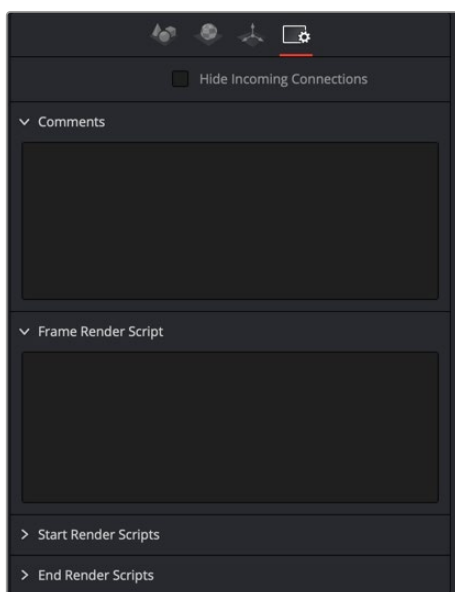 Hide Incoming Connections
Comments
Frame Render Script
Start Render Scripts
End Render Scripts